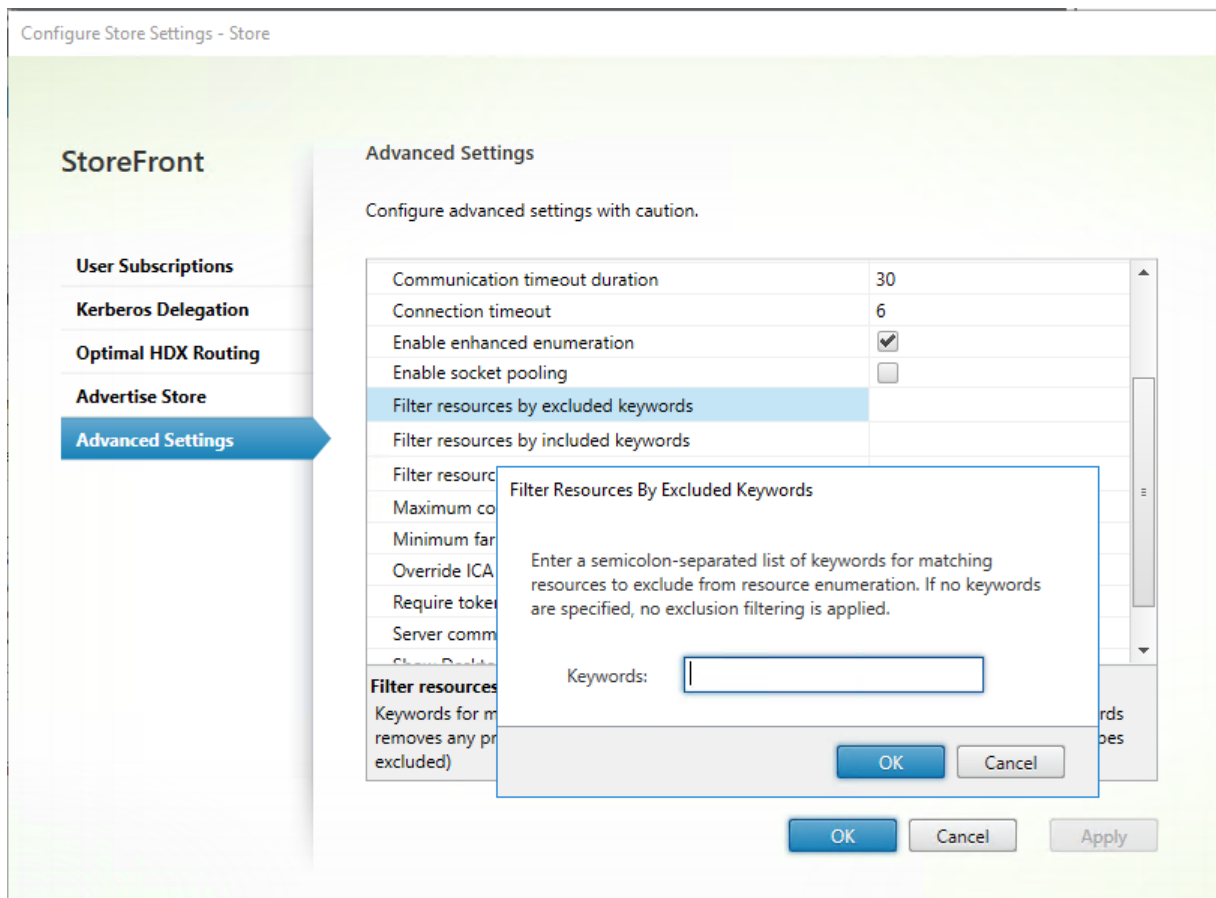 Configure Store Settings - Store
StoreFront
User Subscriptions
Kerberos Delegation
Optimal HDX Routing
Advertise Store
Advanced Settings
Advanced Settings
Configure advanced settings with caution.
Communication timeout duration 30
Connection timeout 6
Enable enhanced enumeration
Enable socket pooling
Filter resources by excluded keywords
Filter resources by included keywords
Filter resourc
Maximum co
Minimum far
Override ICA
Require token
Server comm
Filter resources
Keywords for m rds
removes any pr pes
excluded)
Filter Resources By Excluded Keywords
Enter a semicolon-separated list of keywords for matching
resources to exclude from resource enumeration. If no keywords
are specified, no exclusion filtering is applied.
Keywords:
OK Cancel
OK Cancel Apply